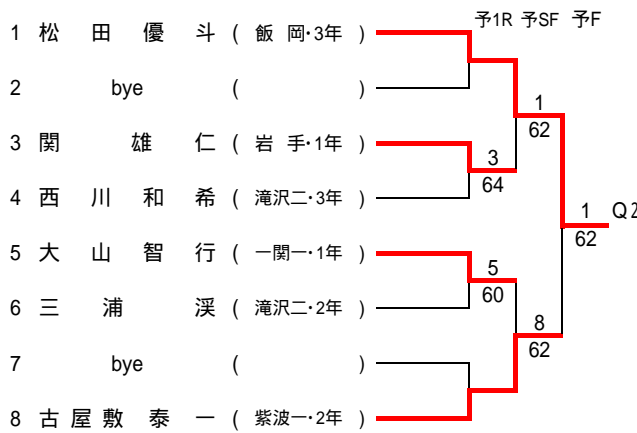 予1R 予SF 予F
1 松田優斗 ( 飯岡・3年 )
2 bye ( )
1
62
3 関雄仁 ( 岩手・1年 )
3
64
4 西川和希 ( 滝沢二・3年 )
1 Q2
62
5 大山智行 ( 一関一・1年 )
5
60
6 三浦渓 ( 滝沢二・2年 )
8
62
7 bye ( )
8 古屋敷泰一 ( 紫波一・2年 )